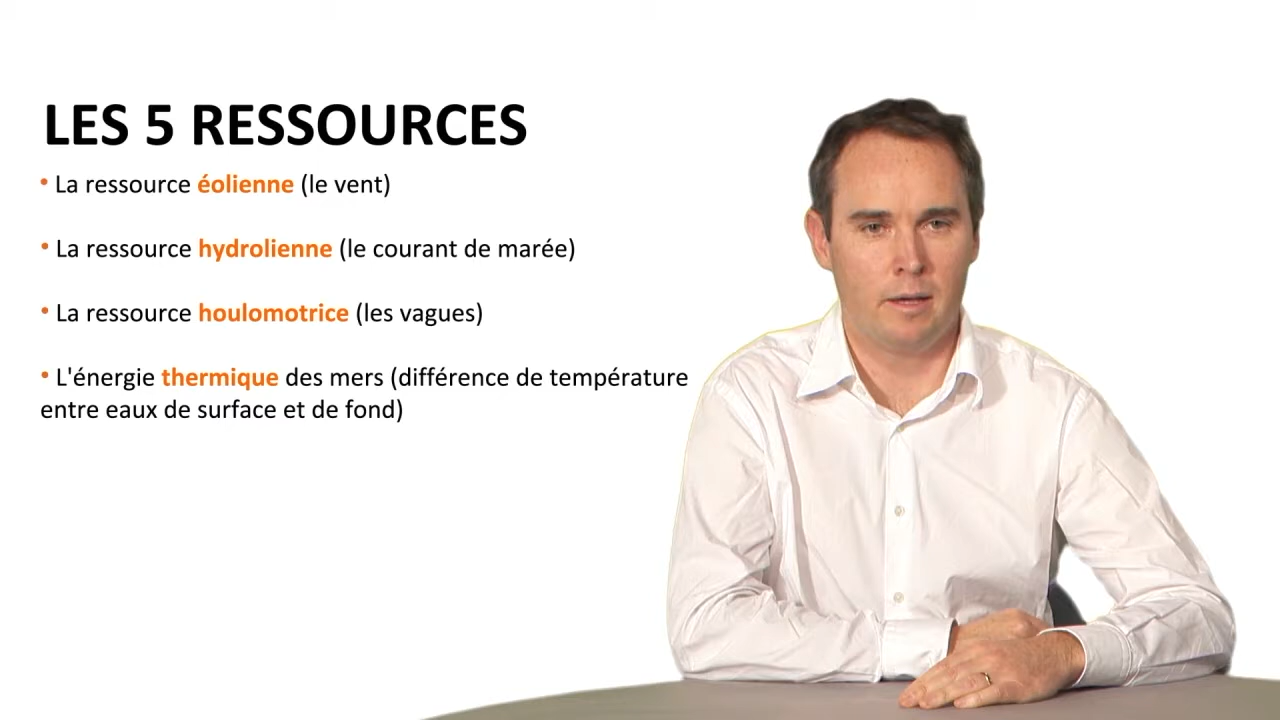 LES 5 RESSOURCES
• La ressource éolienne (le vent)
• La ressource hydrolienne (le courant de marée)
• La ressource houlomotrice (les vagues)
• L'énergie thermique des mers (différence de température
entre eaux de surface et de fond)